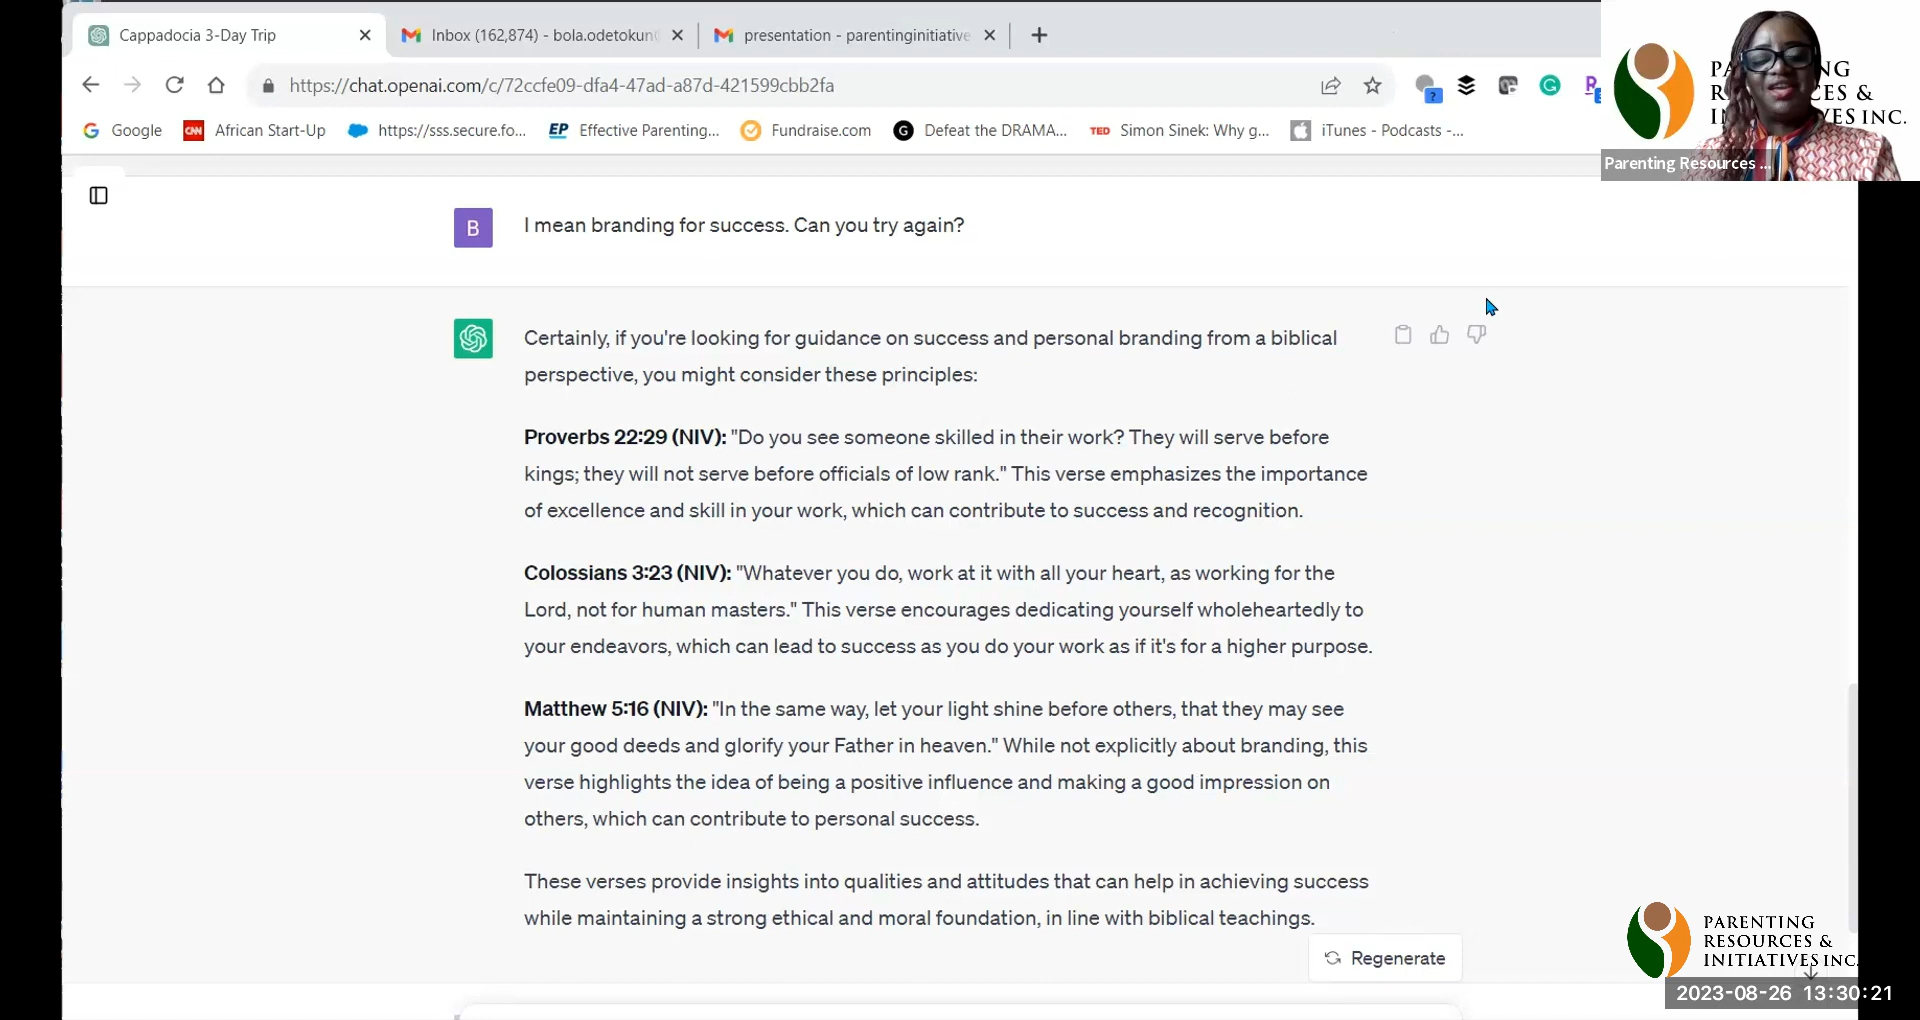 Cappadocia 3-Day Trip
Inbox (162,874) - bola.odetokun
presentation - parentinginitiative
https://chat.openai.com/c/72ccfe09-dfa4-47ad-a87d-421599cbb2fa
?
G
Google
CNN
African Start-Up
https://sss.secure.fo...
EP
Effective Parenting...
Fundraise.com
G
Defeat the DRAMA...
TED
Simon Sinek: Why g...
iTunes - Podcasts -...
& 
INC.
Parenting Resources ...
B
I mean branding for success. Can you try again?
Certainly, if you're looking for guidance on success and personal branding from a biblical
perspective, you might consider these principles:
Proverbs 22:29 (NIV): "Do you see someone skilled in their work? They will serve before
kings; they will not serve before officials of low rank." This verse emphasizes the importance
of excellence and skill in your work, which can contribute to success and recognition.
Colossians 3:23 (NIV): "Whatever you do, work at it with all your heart, as working for the
Lord, not for human masters." This verse encourages dedicating yourself wholeheartedly to
your endeavors, which can lead to success as you do your work as if it's for a higher purpose.
Matthew 5:16 (NIV): "In the same way, let your light shine before others, that they may see
your good deeds and glorify your Father in heaven." While not explicitly about branding, this
verse highlights the idea of being a positive influence and making a good impression on
others, which can contribute to personal success.
These verses provide insights into qualities and attitudes that can help in achieving success
while maintaining a strong ethical and moral foundation, in line with biblical teachings.
Regenerate
PARENTING
RESOURCES &
INITIATIVES INC.
2023-08-26 13:30:21